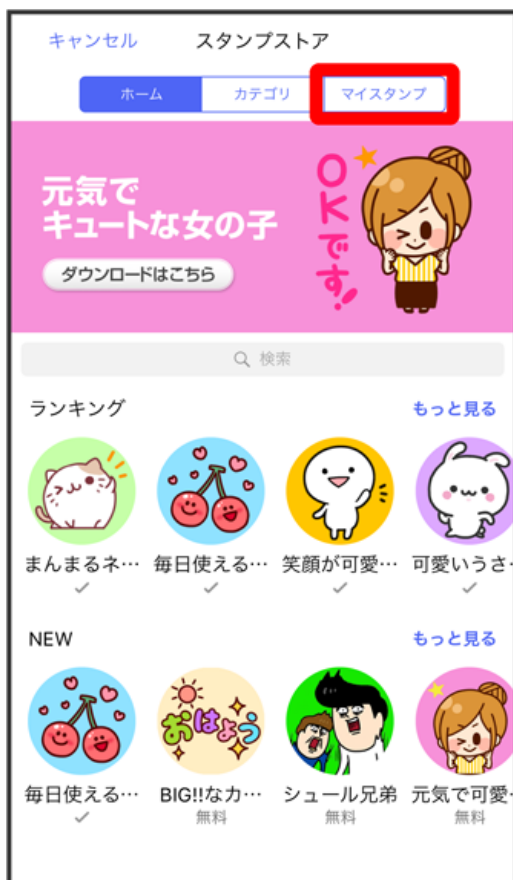 キャンセル
スタンプストア
ホーム
カテゴリ
マイスタンプ
元気で
キュートな女の子
ダウンロードはこちら
OKです!
検索
ランキング
もっと見る
まんまるネ…
毎日使える…
笑顔が可愛…
可愛いうさ
NEW
もっと見る
おはよう
毎日使える…
BIG!!なカ…
シュール兄弟
元気で可愛
無料
無料
無料